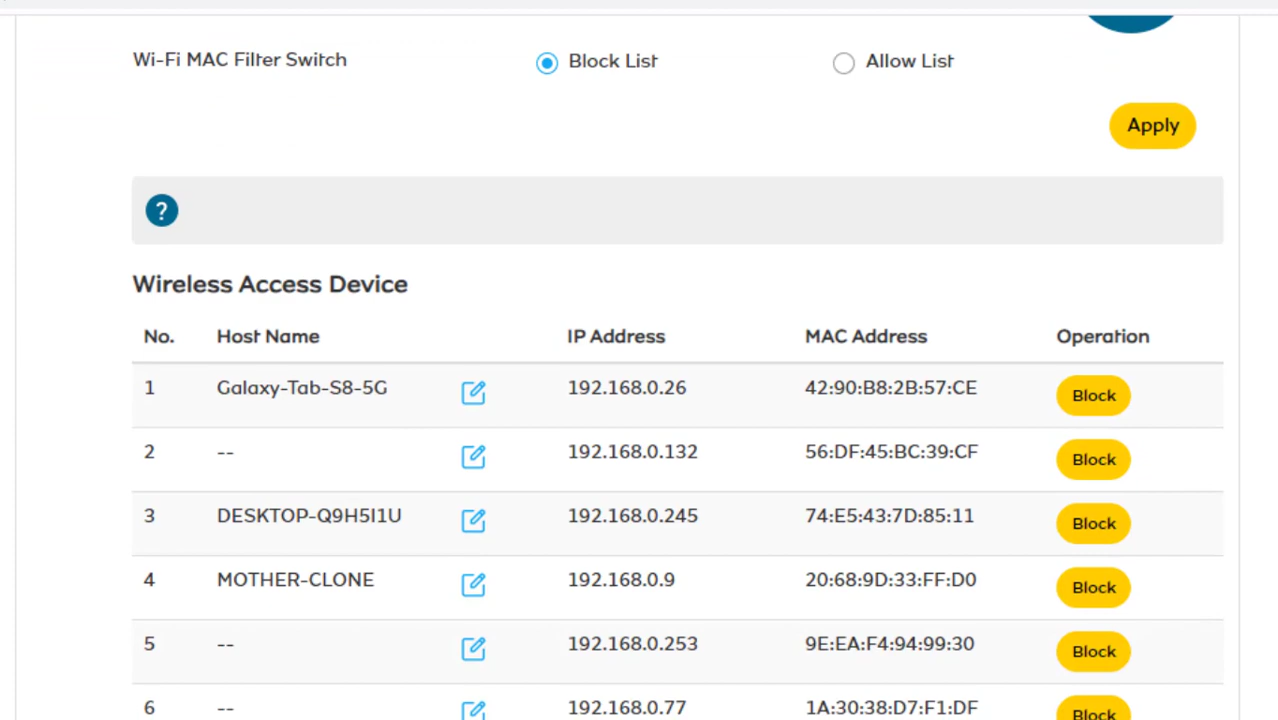 Wi-Fi MAC Filter Switch Block List Allow List
Apply
?
Wireless Access Device
No. Host Name IP Address MAC Address Operation
1 Galaxy-Tab-S8-5G 192.168.0.26 42:90:B8:2B:57:CE Block
2 -- 192.168.0.132 56:DF:45:BC:39:CF Block
3 DESKTOP-Q9H5I1U 192.168.0.245 74:E5:43:7D:85:11 Block
4 MOTHER-CLONE 192.168.0.9 20:68:9D:33:FF:D0 Block
5 -- 192.168.0.253 9E:EA:F4:94:99:30 Block
6 -- 192.168.0.77 1A:30:38:D7:F1:DF Block